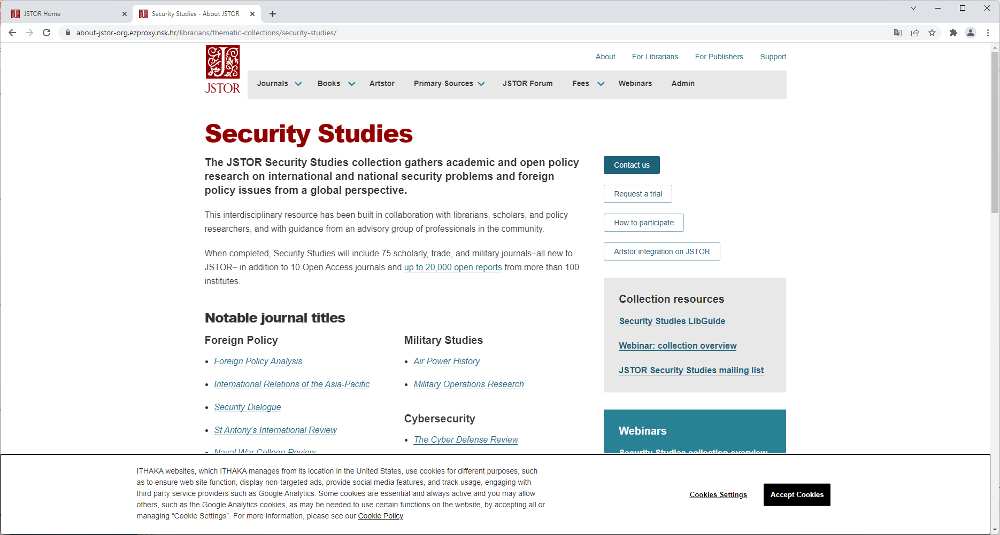 JSTOR Home
Security Studies - About JSTOR
about-jstor-org.ezproxy.nsk.hr/librarians/thematic-collections/security-studies/
JSTOR
About For Librarians For Publishers Support
Journals Books Artstor Primary Sources JSTOR Forum Fees Webinars Admin
Security Studies
The JSTOR Security Studies collection gathers academic and open policy
research on international and national security problems and foreign
policy issues from a global perspective.
This interdisciplinary resource has been built in collaboration with librarians, scholars, and policy
researchers, and with guidance from an advisory group of professionals in the community.
When completed, Security Studies will include 75 scholarly, trade, and military journals–all new to
JSTOR– in addition to 10 Open Access journals and up to 20,000 open reports from more than 100
institutes.
Notable journal titles
Foreign Policy
• Foreign Policy Analysis
• International Relations of the Asia-Pacific
• Security Dialogue
• St Antony’s International Review
• Naval War College Review
Military Studies
• Air Power History
• Military Operations Research
Cybersecurity
• The Cyber Defense Review
Contact us
Request a trial
How to participate
Artstor integration on JSTOR
Collection resources
Security Studies LibGuide
Webinar: collection overview
JSTOR Security Studies mailing list
Webinars
Security Studies collection overview
ITHAKA websites, which ITHAKA manages from its location in the United States, use cookies for different purposes, such
as to ensure web site function, display non-targeted ads, provide social media features, and track usage, engaging with
third party service providers such as Google Analytics. Some cookies are essential and always active and you may allow
others, such as the Google Analytics cookies, as may be needed to use certain functions on the website, by accepting all or
managing “Cookie Settings”. For more information, please see our Cookie Policy.
Cookies Settings
Accept Cookies